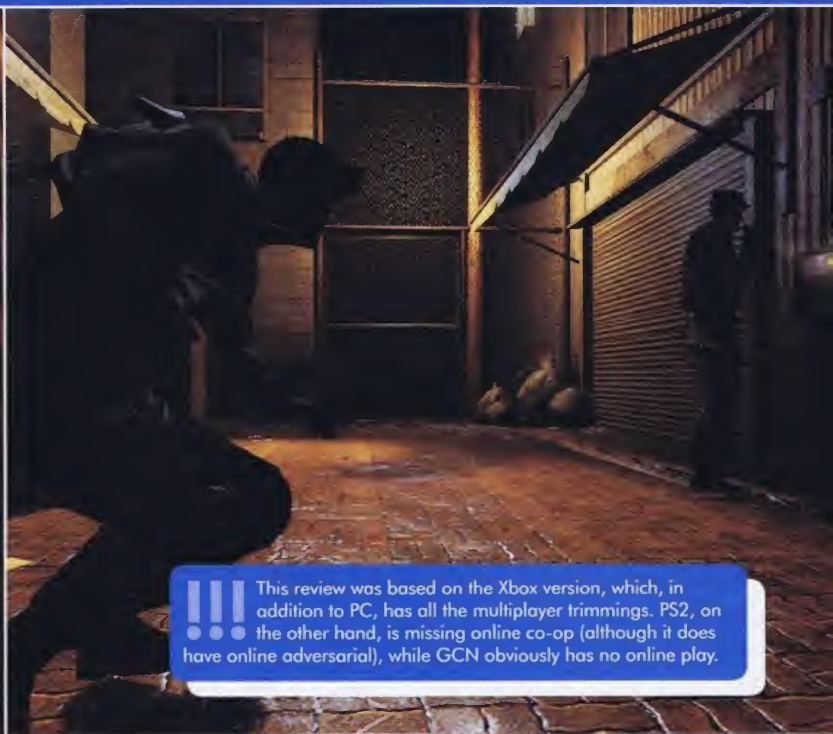 !!! This review was based on the Xbox version, which, in
addition to PC, has all the multiplayer trimmings. PS2, on
the other hand, is missing online co-op (although it does
have online adversarial), while GCN obviously has no online play.